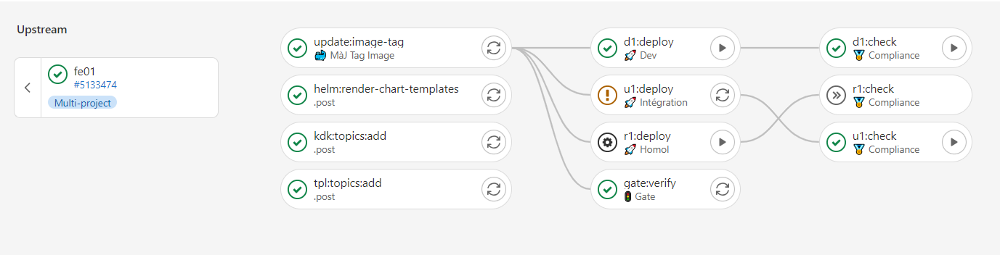 Upstream
fe01
#5133474
Multi-project
update:image-tag
MàJ Tag Image
helm:render-chart-templates
.post
kdk:topics:add
.post
tpl:topics:add
.post
d1:deploy
Dev
u1:deploy
Intégration
r1:deploy
Homol
gate:verify
Gate
d1:check
Compliance
r1:check
Compliance
u1:check
Compliance